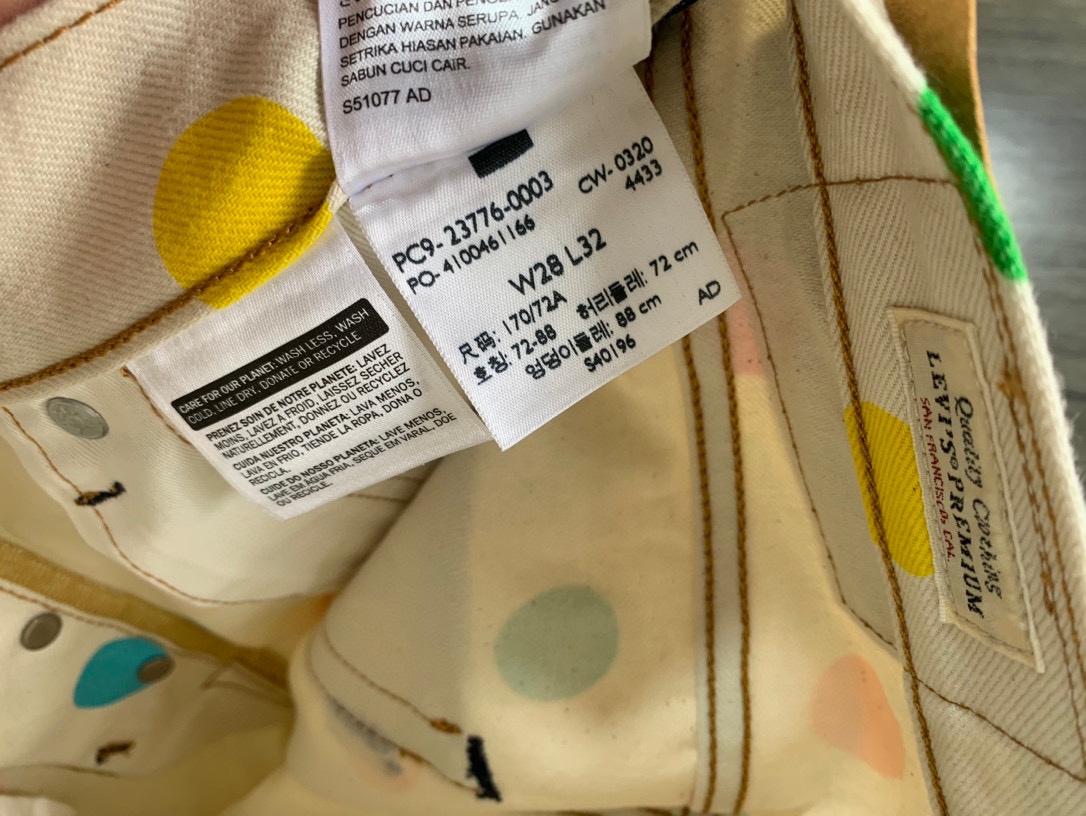 PENCUCIAN DAN
DENGAN WARNA SERUPA.
SETRIKA HIASAN PAKAIAN. GUNAKAN
SABUN CUCI CAIR.
S51077 AD
PC9-23776-0003 CW-0320
PO-4100461166 4433
W28 L32
尺码: 170/72A 허리둘레: 72 cm
호칭: 72-88 엉덩이둘레: 88 cm
S40196 AD
CARE FOR OUR PLANET: WASH LESS, WASH
COLD, LINE DRY, DONATE OR RECYCLE
PRENEZ SOIN DE NOTRE PLANETE: LAVEZ
MOINS, LAVEZ A FROID, LAISSEZ SECHER
NATURELLEMENT, DONNEZ OU RECYCLEZ
CUIDA NUESTRO PLANETA: LAVA MENOS,
LAVA EN FRIO, TIENDE LA ROPA, DONA O
RECICLA.
CUIDE DO NOSSO PLANETA: LAVE MENOS,
LAVE EM AGUA FRIA, SEQUE EM VARAL, DOE
OU RECICLE.
Quality Clothing
LEVI'S PREMIUM
SAN FRANCISCO, CAL.